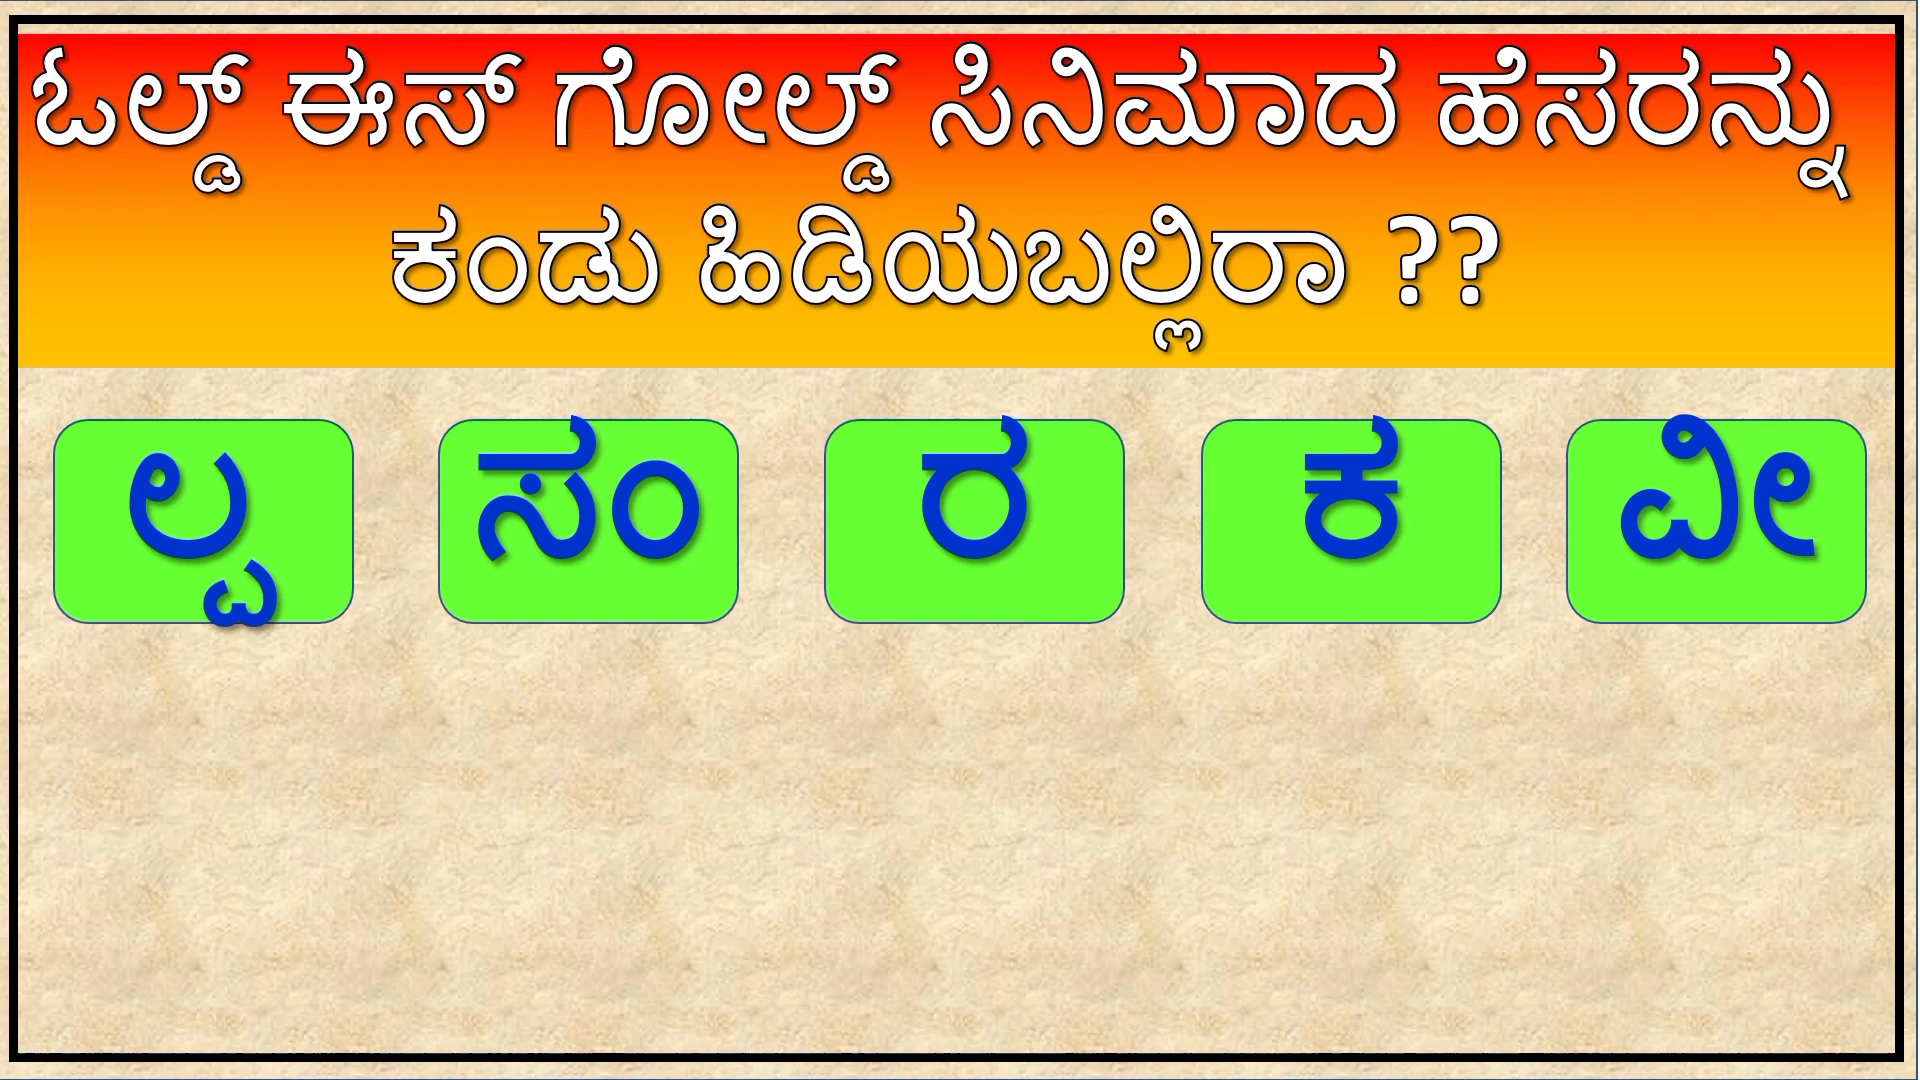 ಓಲ್ಡ್ ಈಸ್ ಗೋಲ್ಡ್ ಸಿನಿಮಾದ ಹೆಸರನ್ನು
ಕಂಡು ಹಿಡಿಯಬಲ್ಲಿರಾ ??
ಲ್ಪ ಸಂ ರ ಕ ವೀ